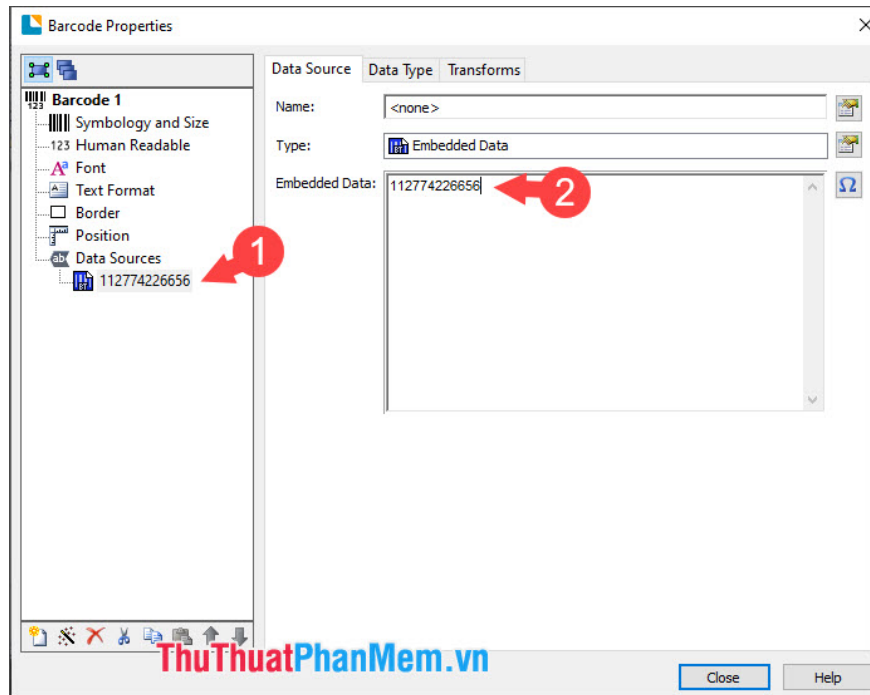 Barcode Properties
Data Source Data Type Transforms
Barcode 1
Symbology and Size
123 Human Readable
Font
Text Format
Border
Position
Data Sources
112774226656
1
Name:
<none>
Type:
Embedded Data
Embedded Data:
112774226656
2
Ω
ThuThuatPhanMem.vn
Close
Help